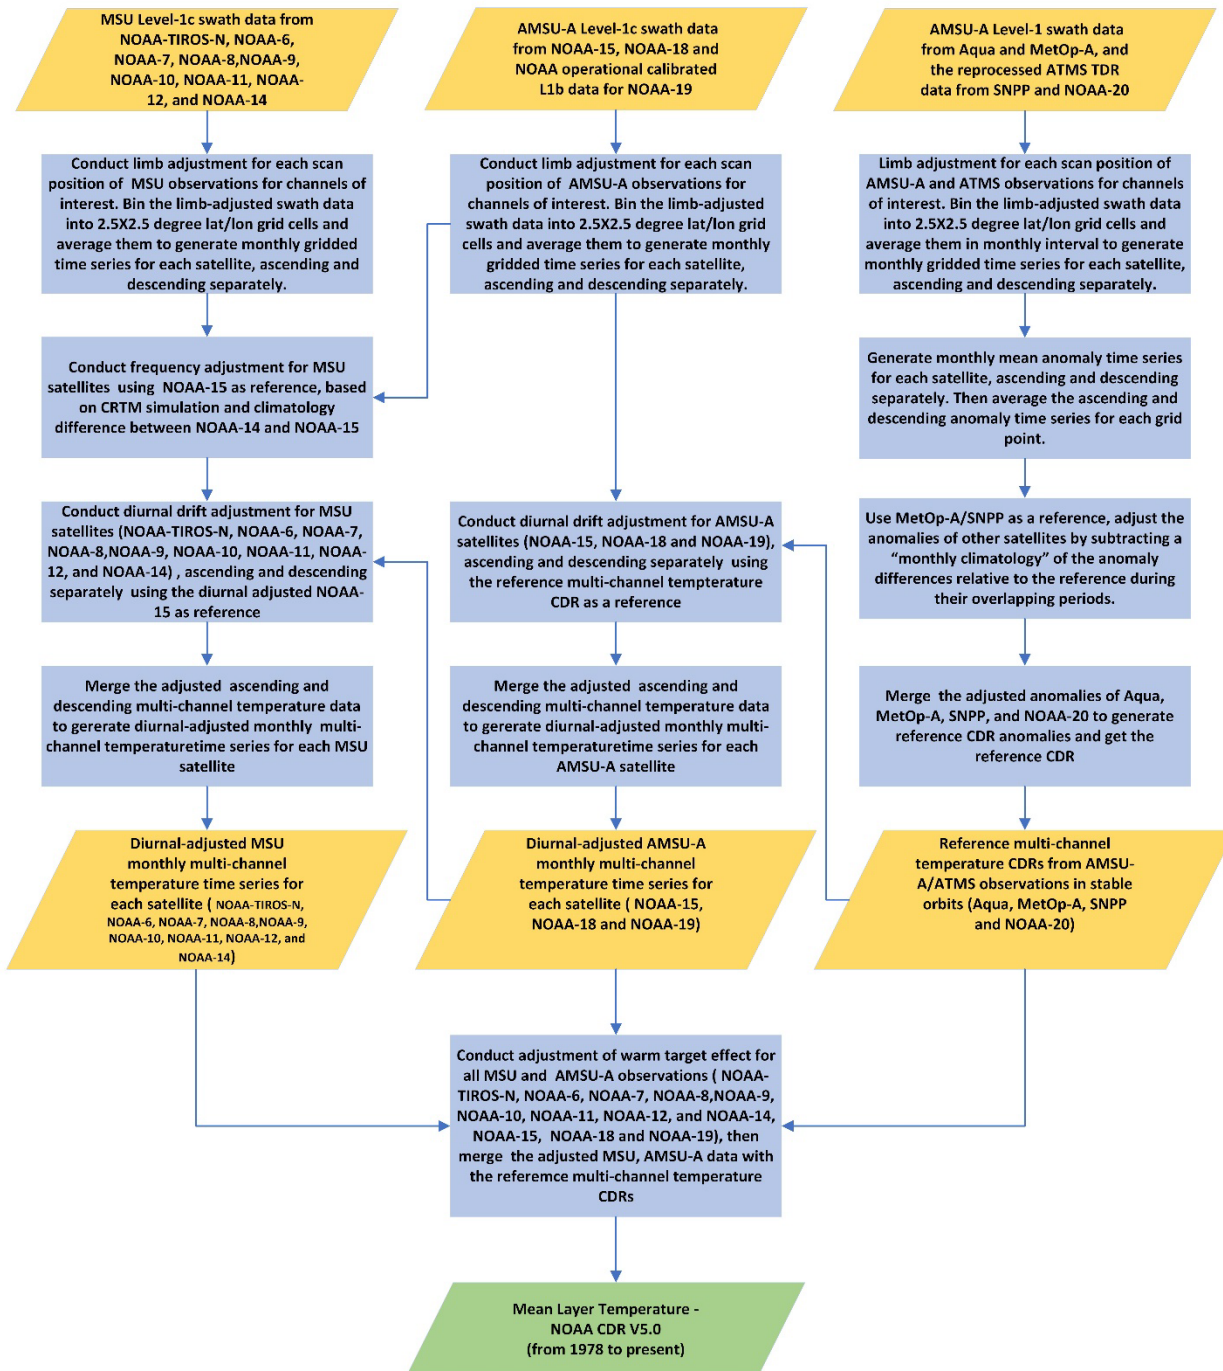 MSU Level-1c swath data from
NOAA-TIROS-N, NOAA-6,
NOAA-7, NOAA-8,NOAA-9,
NOAA-10, NOAA-11, NOAA-
12, and NOAA-14
AMSU-A Level-1c swath data
from NOAA-15, NOAA-18 and
NOAA operational calibrated
L1b data for NOAA-19
AMSU-A Level-1 swath data
from Aqua and MetOp-A, and
the reprocessed ATMS TDR
data from SNPP and NOAA-20
Conduct limb adjustment for each scan
position of MSU observations for channels of
interest. Bin the limb-adjusted swath data
into 2.5X2.5 degree lat/lon grid cells and
average them to generate monthly gridded
time series for each satellite, ascending and
descending separately.
Conduct limb adjustment for each scan
position of AMSU-A observations for
channels of interest. Bin the limb-adjusted
swath data into 2.5X2.5 degree lat/lon grid
cells and average them to generate monthly
gridded time series for each satellite,
ascending and descending separately.
Limb adjustment for each scan position of
AMSU-A and ATMS observations for channels
of interest. Bin the limb-adjusted swath data
into 2.5X2.5 degree lat/lon grid cells and
average them in monthly interval to generate
monthly gridded time series for each satellite,
ascending and descending separately.
Conduct frequency adjustment for MSU
satellites using NOAA-15 as reference, based
on CRTM simulation and climatology
difference between NOAA-14 and NOAA-15
Generate monthly mean anomaly time series
for each satellite, ascending and descending
separately. Then average the ascending and
descending anomaly time series for each grid
point.
Conduct diurnal drift adjustment for MSU
satellites (NOAA-TIROS-N, NOAA-6, NOAA-7,
NOAA-8,NOAA-9, NOAA-10, NOAA-11, NOAA-
12, and NOAA-14) , ascending and descending
separately using the diurnal adjusted NOAA-
15 as reference
Conduct diurnal drift adjustment for AMSU-A
satellites (NOAA-15, NOAA-18 and NOAA-19),
ascending and descending separately using
the reference multi-channel tempterature
CDR as a reference
Use MetOp-A/SNPP as a reference, adjust the
anomalies of other satellites by subtracting a
“monthly climatology” of the anomaly
differences relative to the reference during
their overlapping periods.
Merge the adjusted ascending and
descending multi-channel temperature data
to gererate diurnal-adjusted monthly multi-
channel temperaturetime series for each MSU
satellite
Merge the adjusted ascending and
descending multi-channel temperature data
to gererate diurnal-adjusted monthly multi-
channel temperaturetime series for each
AMSU-A satellite
Merge the adjusted anomalies of Aqua,
MetOp-A, SNPP, and NOAA-20 to generate
reference CDR anomalies and get the
reference CDR
Diurnal-adjusted MSU
monthly multi-channel
temperature time series for
each satellite ( NOAA-TIROS-N,
NOAA-6, NOAA-7, NOAA-8,NOAA-9,
NOAA-10, NOAA-11, NOAA-12, and
NOAA-14)
Diurnal-adjusted AMSU-A
monthly multi-channel
temperature time series for
each satellite ( NOAA-15,
NOAA-18 and NOAA-19)
Reference multi-channel
temperature CDRs from AMSU-
A/ATMS observations in stable
orbits (Aqua, MetOp-A, SNPP
and NOAA-20)
Conduct adjustment of warm target effect for
all MSU and AMSU-A observations ( NOAA-
TIROS-N, NOAA-6, NOAA-7, NOAA-8,NOAA-9,
NOAA-10, NOAA-11, NOAA-12, and NOAA-14,
NOAA-15, NOAA-18 and NOAA-19), then
merge the adjusted MSU, AMSU-A data with
the referemce multi-channel temperature
CDRs
Mean Layer Temperature -
NOAA CDR V5.0
(from 1978 to present)